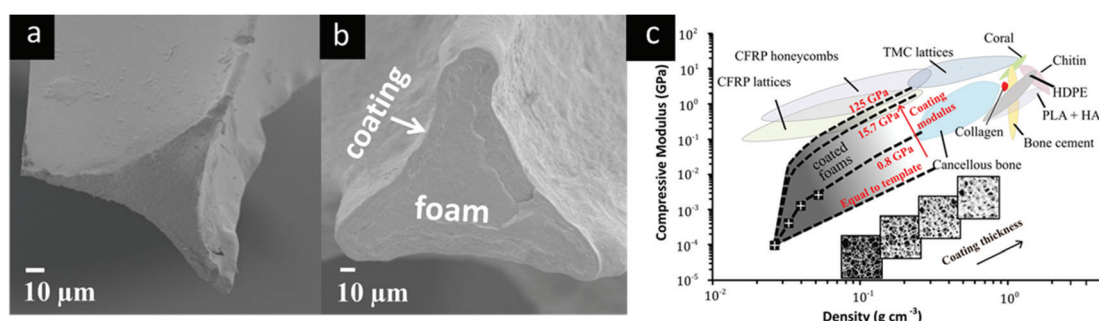 a
10 μm
b
coating
foam
10 μm
c
Compressive Modulus (GPa)
10²
10¹
10⁰
10⁻¹
10⁻²
10⁻³
10⁻⁴
10⁻⁵
CFRP honeycombs
CFRP lattices
TMC lattices
Coral
Chitin
HDPE
PLA + HA
Bone cement
Collagen
Cancellous bone
125 GPa
15.7 GPa
0.8 GPa
Equal to template
Coating
modulus
coated
foams
Coating thickness
10⁻²
10⁻¹
10⁰
Density (g cm⁻³)